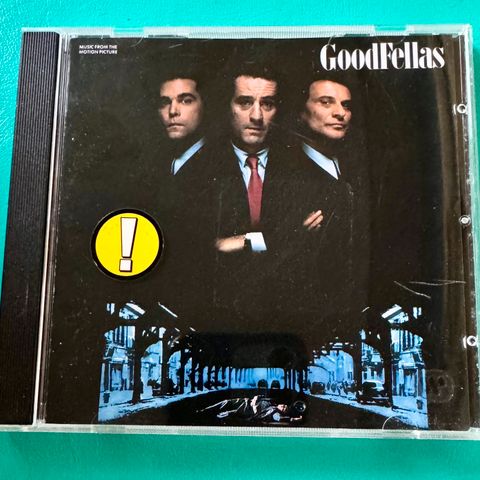 MUSIC FROM THE
MOTION PICTURE
GoodFellas
!